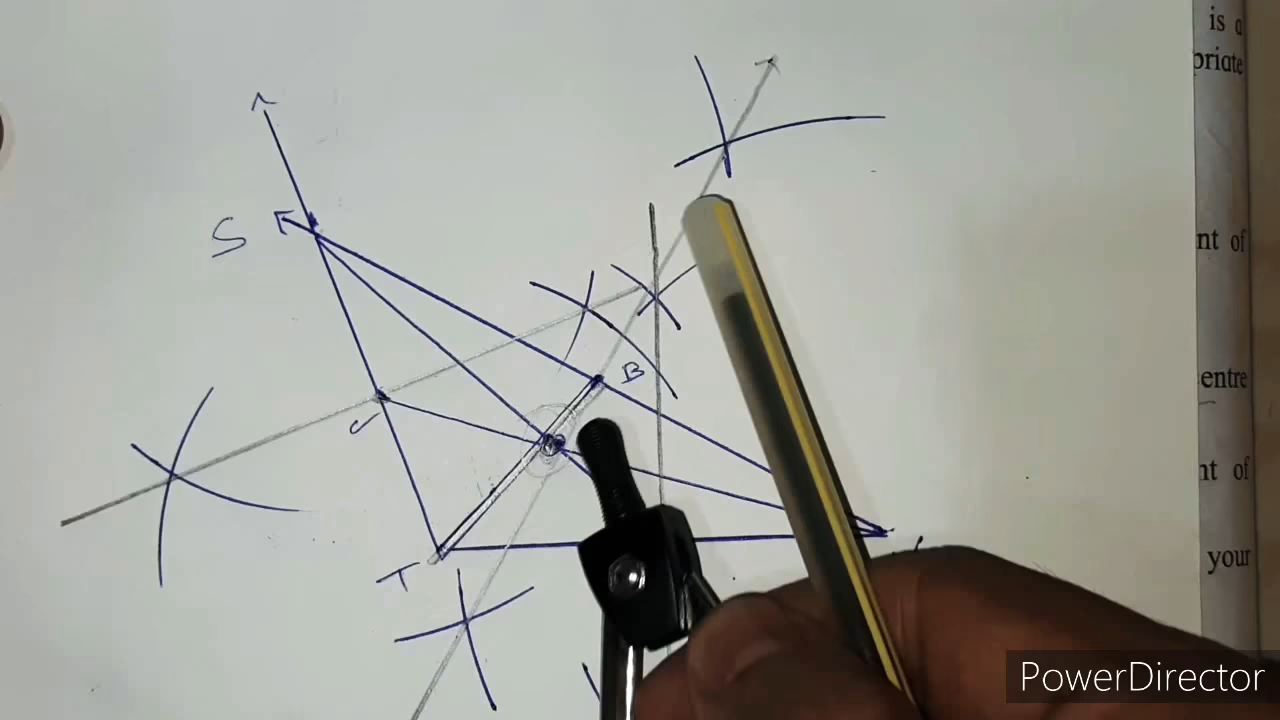 is a
priate
S
nt of
B
entre
nt of
T
your
PowerDirector